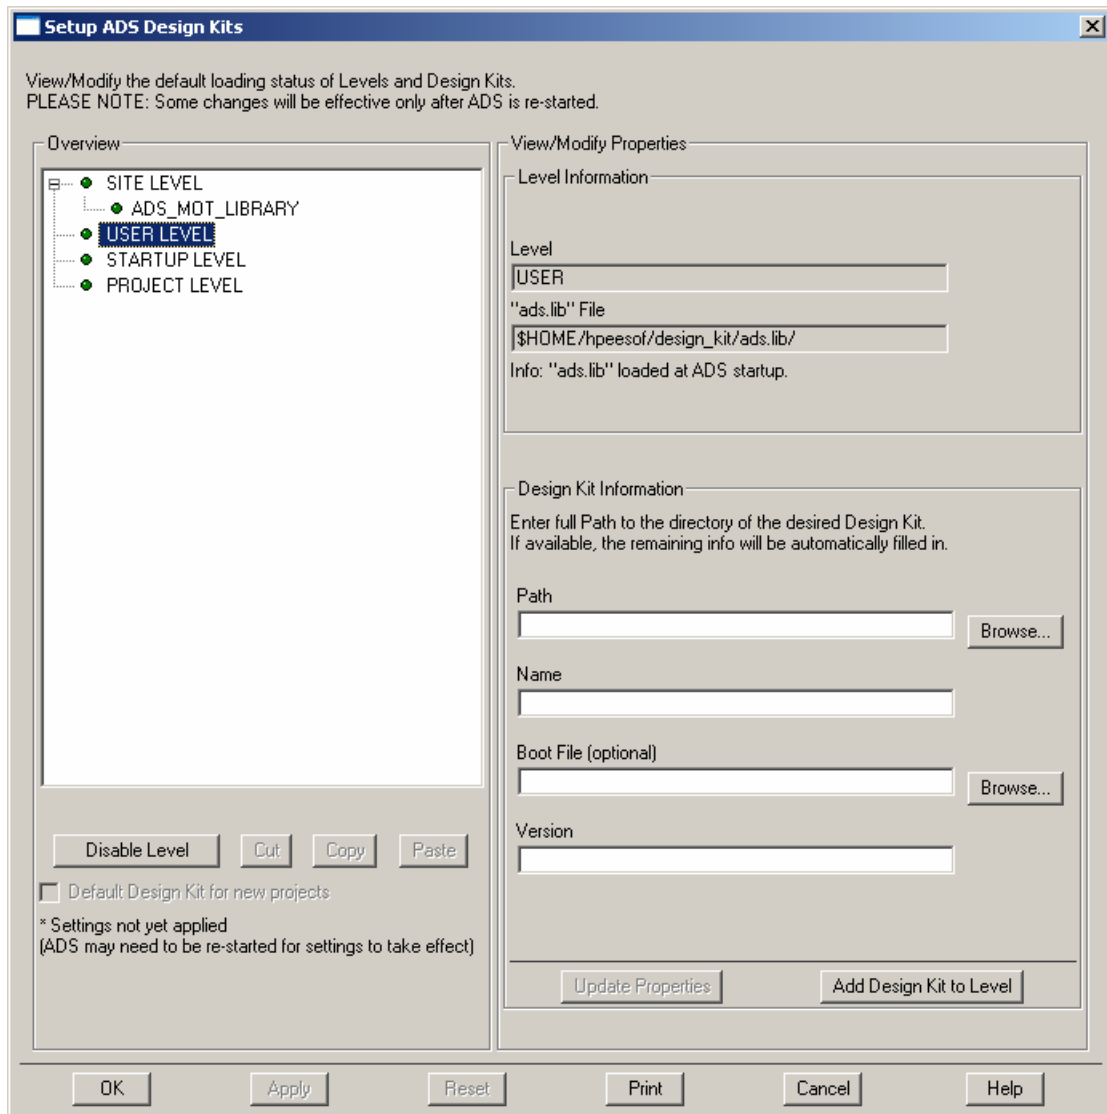 Setup ADS Design Kits
View/Modify the default loading status of Levels and Design Kits.
PLEASE NOTE: Some changes will be effective only after ADS is re-started.
Overview
SITE LEVEL
ADS_MOT_LIBRARY
USER LEVEL
STARTUP LEVEL
PROJECT LEVEL
Disable Level
Cut
Copy
Paste
Default Design Kit for new projects
* Settings not yet applied
(ADS may need to be re-started for settings to take effect)
View/Modify Properties
Level Information
Level
USER
"ads.lib" File
$HOME/hpeesof/design_kit/ads.lib/
Info: "ads.lib" loaded at ADS startup.
Design Kit Information
Enter full Path to the directory of the desired Design Kit.
If available, the remaining info will be automatically filled in.
Path
Browse...
Name
Boot File (optional)
Browse...
Version
Update Properties
Add Design Kit to Level
OK
Apply
Reset
Print
Cancel
Help